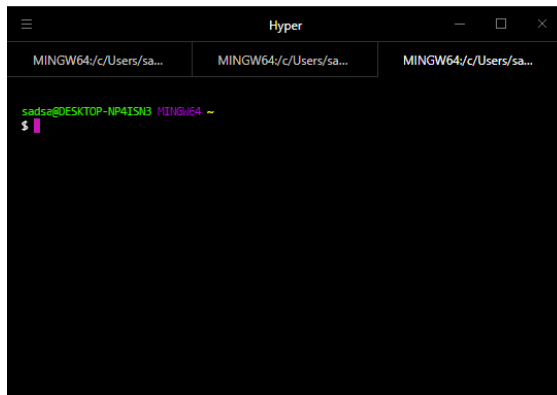 Hyper
MINGW64:/c/Users/sa... MINGW64:/c/Users/sa... MINGW64:/c/Users/sa...
sadsa@DESKTOP-NP4ISN3 MINGW64 ~
$